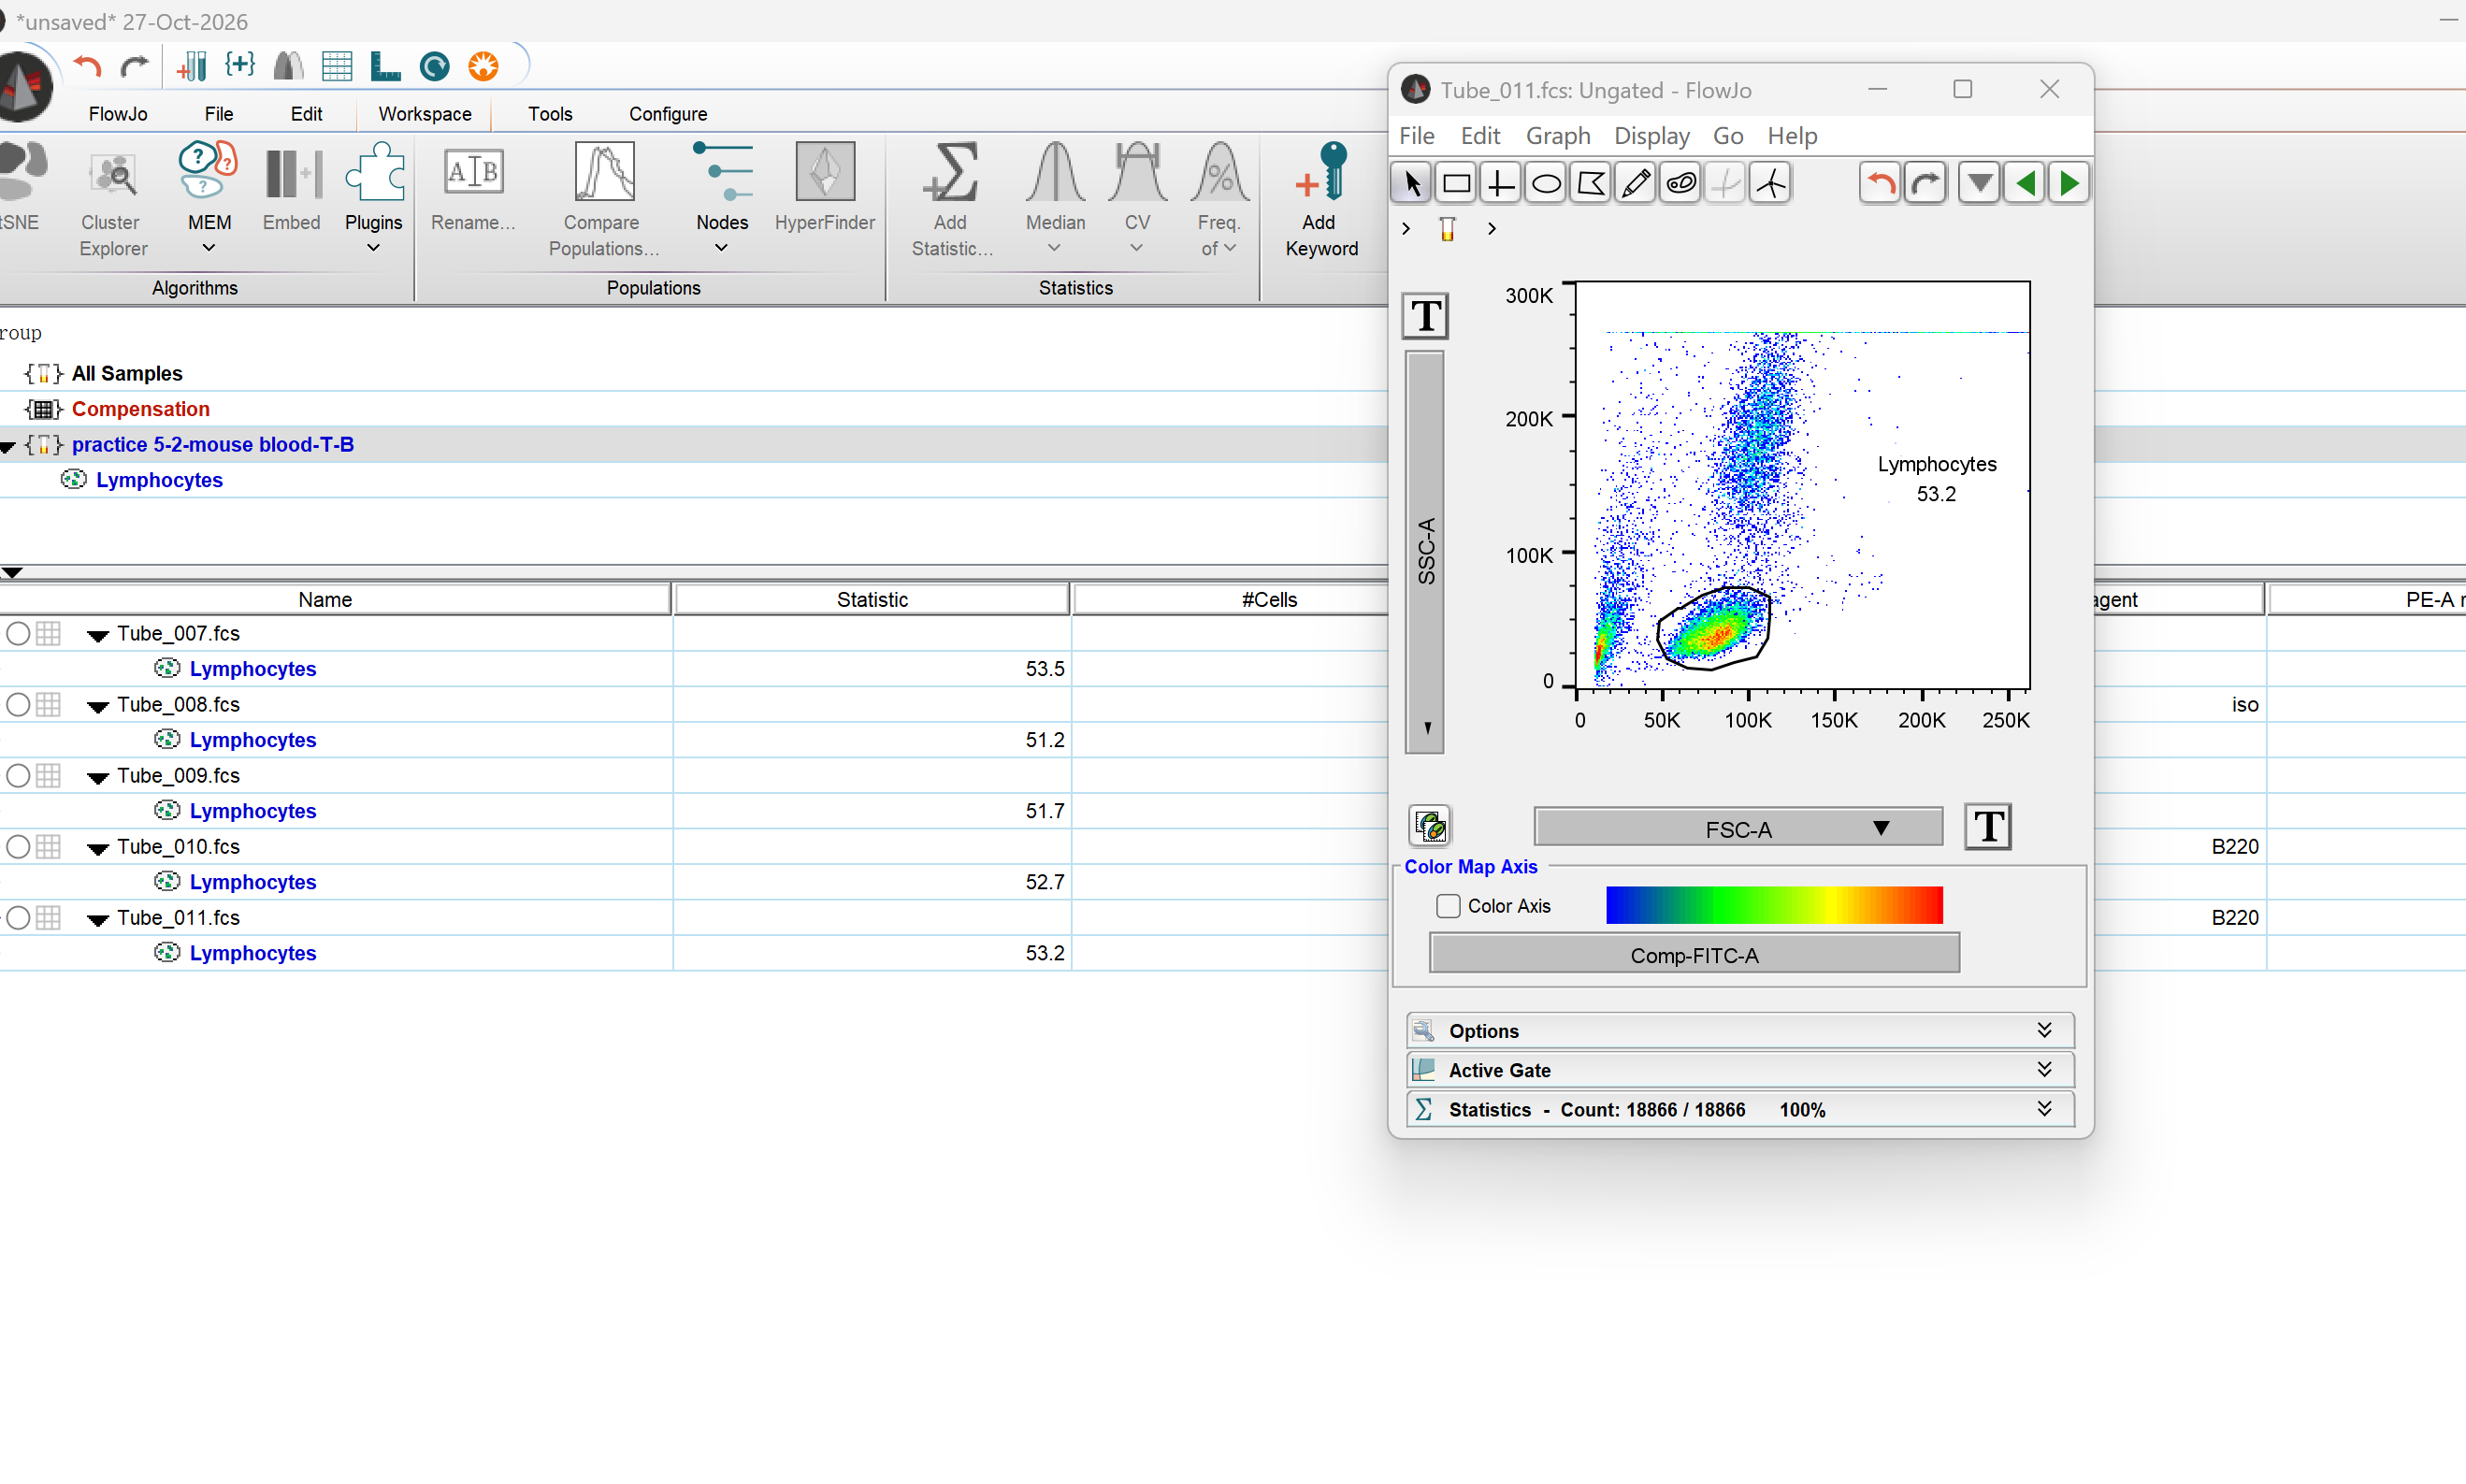 *unsaved* 27-Oct-2026
FlowJo File Edit Workspace Tools Configure
tSNE
Cluster Explorer
MEM
Embed
Plugins
Algorithms
Rename...
Compare Populations...
Nodes
HyperFinder
Populations
Add Statistic...
Median
CV
Freq. of
Statistics
Add Keyword
roup
All Samples
Compensation
practice 5-2-mouse blood-T-B
Lymphocytes
Name Statistic #Cells agent PE-A r
Tube_007.fcs
Lymphocytes 53.5
Tube_008.fcs iso
Lymphocytes 51.2
Tube_009.fcs
Lymphocytes 51.7
Tube_010.fcs B220
Lymphocytes 52.7
Tube_011.fcs B220
Lymphocytes 53.2
Tube_011.fcs: Ungated - FlowJo
File Edit Graph Display Go Help
T
SSC-A
300K
200K
100K
0
Lymphocytes
53.2
0 50K 100K 150K 200K 250K
FSC-A
T
Color Map Axis
Color Axis
Comp-FITC-A
Options
Active Gate
Statistics - Count: 18866 / 18866 100%